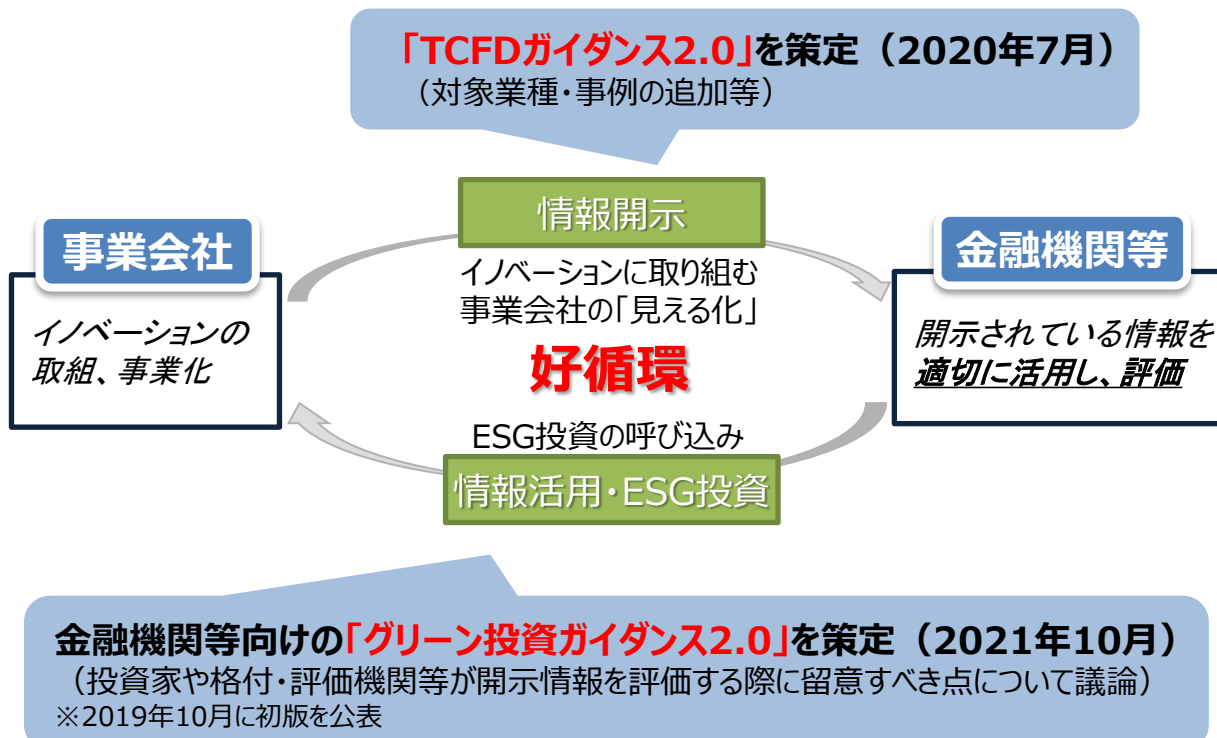 「TCFDガイダンス2.0」を策定（2020年7月）
（対象業種・事例の追加等）
情報開示
事業会社
金融機関等
イノベーションに取り組む
事業会社の「見える化」
イノベーションの
取組、事業化
開示されている情報を
適切に活用し、評価
好循環
ESG投資の呼び込み
情報活用・ESG投資
金融機関等向けの「グリーン投資ガイダンス2.0」を策定（2021年10月）
（投資家や格付・評価機関等が開示情報を評価する際に留意すべき点について議論）
※2019年10月に初版を公表